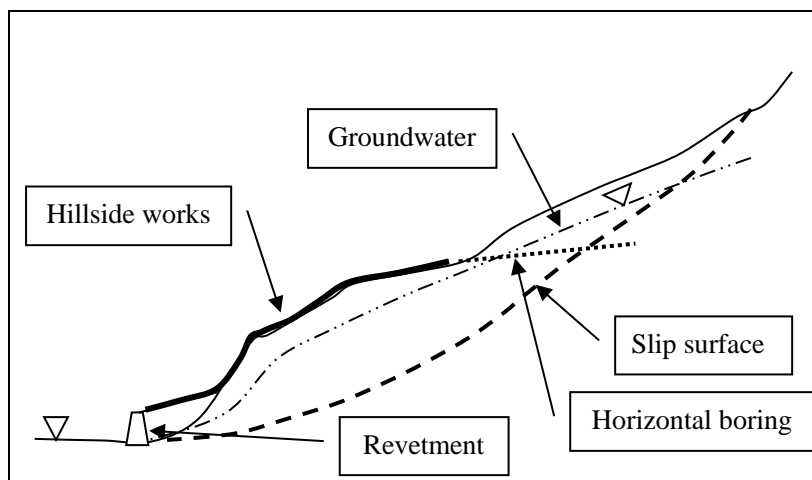 Groundwater
Hillside works
Slip surface
Horizontal boring
Revetment